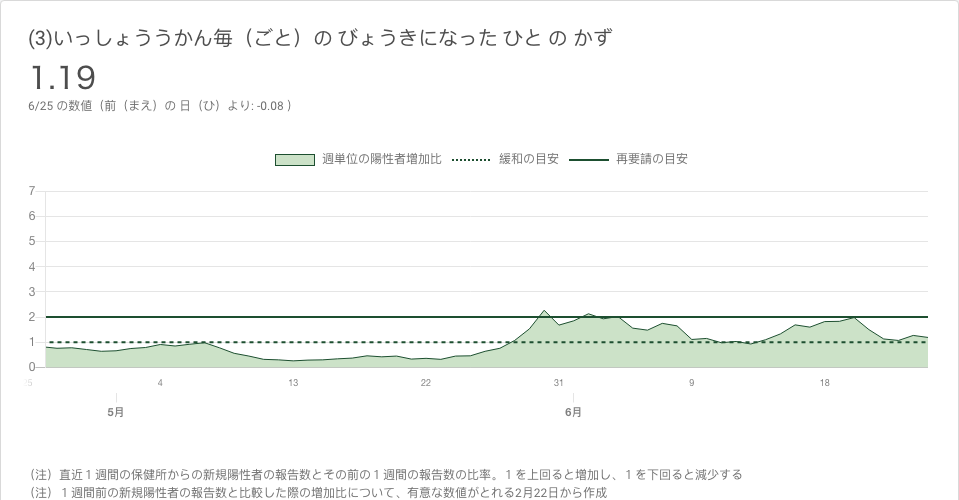 (3)いっしょううかん毎（ごと）の びょうきになった ひと の かず
1.19
6/25 の数値（前（まえ）の 日（ひ）より: -0.08 ）
週単位の陽性者増加比 緩和の目安 再要請の目安
7
6
5
4
3
2
1
0
4 13 22 31 9 18
5月 6月
（注）直近１週間の保健所からの新規陽性者の報告数とその前の１週間の報告数の比率。１を上回ると増加し、１を下回ると減少する
（注）１週間前の新規陽性者の報告数と比較した際の増加比について、有意な数値がとれる2月22日から作成